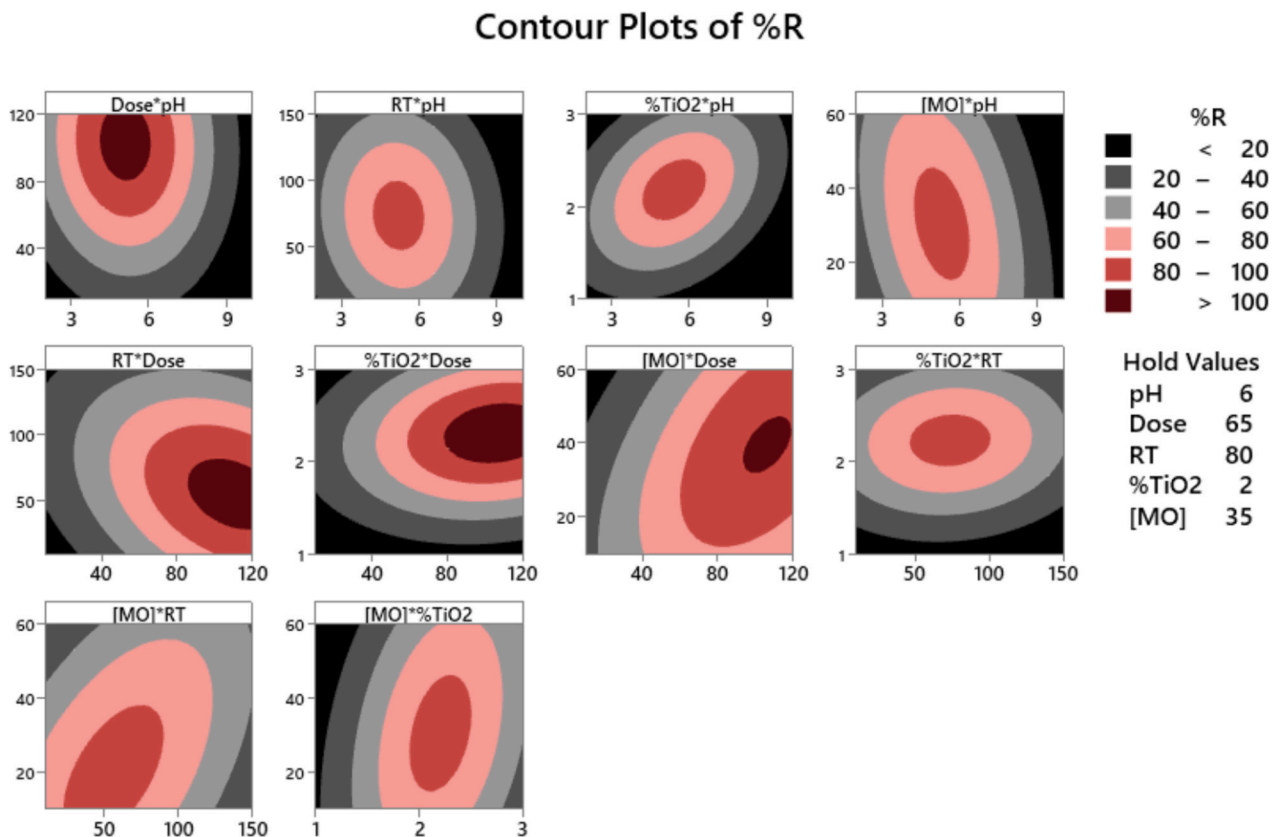 Contour Plots of %R
Dose*pH
120
80
40
3 6 9
RT*pH
150
100
50
3 6 9
%TiO2*pH
3
2
1
3 6 9
[MO]*pH
60
40
20
3 6 9
%R
< 20
20 – 40
40 – 60
60 – 80
80 – 100
> 100
RT*Dose
150
100
50
40 80 120
%TiO2*Dose
3
2
1
40 80 120
[MO]*Dose
60
40
20
40 80 120
%TiO2*RT
3
2
1
50 100 150
Hold Values
pH 6
Dose 65
RT 80
%TiO2 2
[MO] 35
[MO]*RT
60
40
20
50 100 150
[MO]*%TiO2
60
40
20
1 2 3